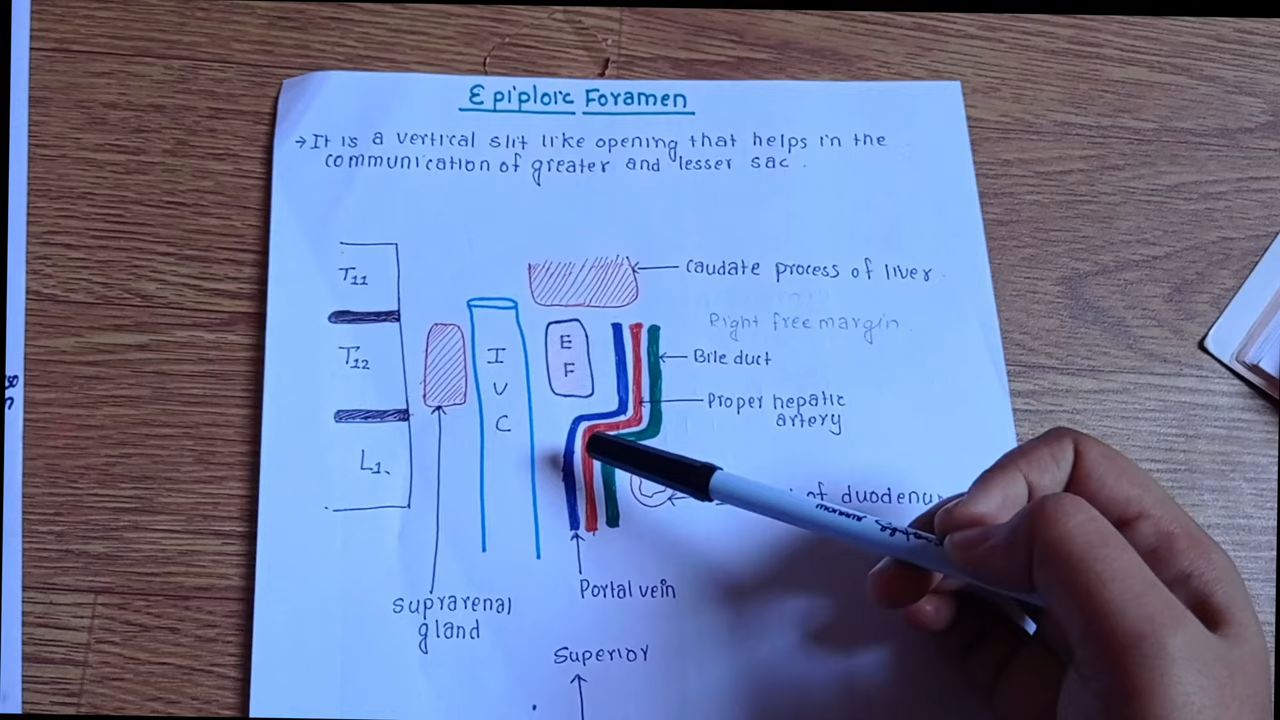 Epiploic Foramen
→ It is a vertical slit like opening that helps in the
communication of greater and lesser sac.
T11
T12
L1.
I
V
C
E
F
Caudate process of liver
Right free margin.
Bile duct
Proper hepatic
artery
of duodenum
Portal vein
Suprarenal
gland
Superior